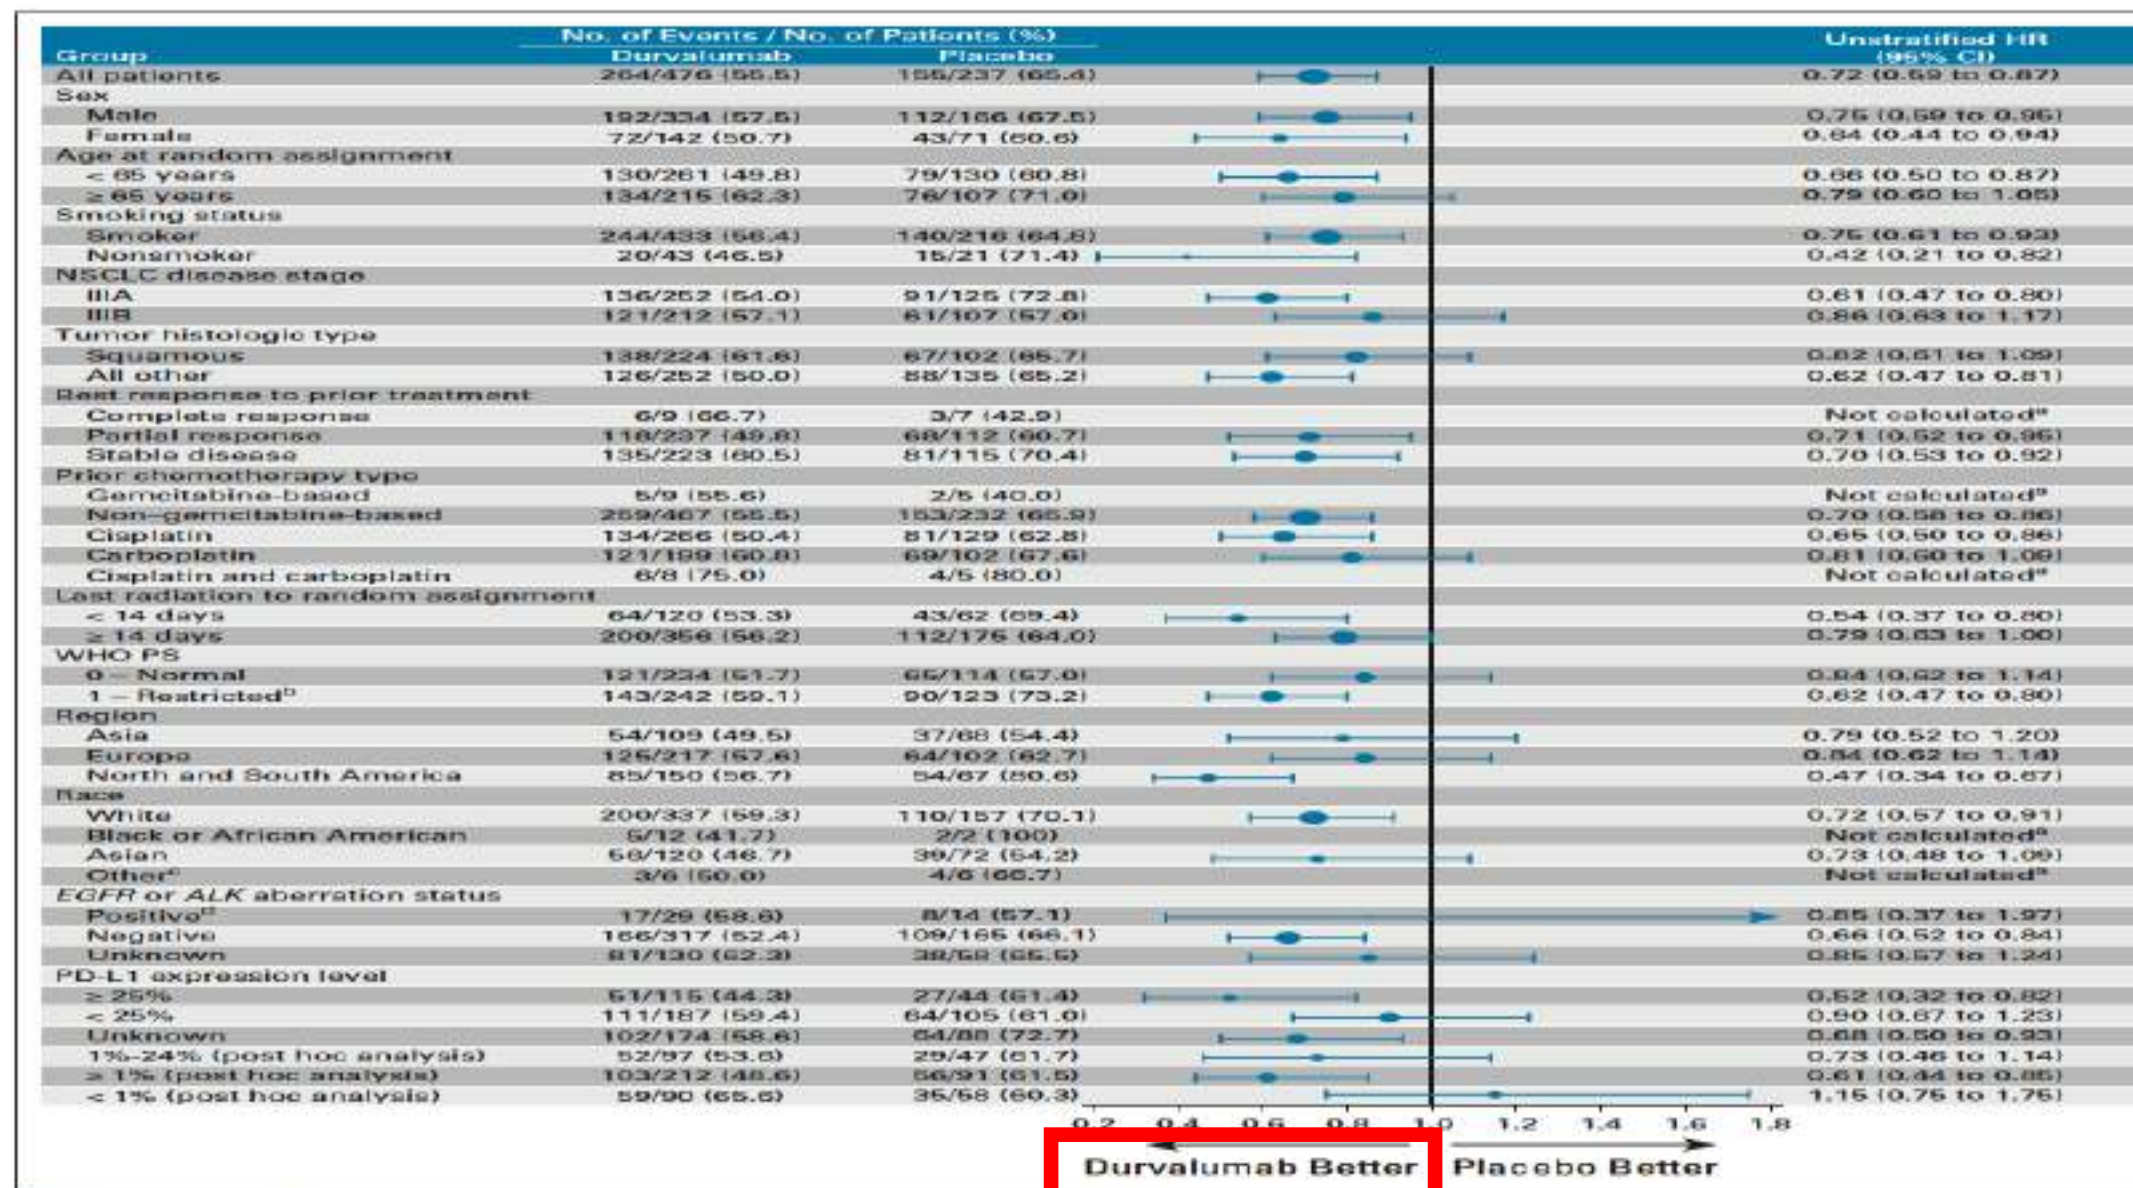 No. of Events / No. of Patients (%)
Group Durvalumab Placebo Unstratified HR (95% CI)
All patients 264/476 (55.5) 155/237 (65.4) 0.72 (0.59 to 0.87)
Sex
Male 192/334 (57.5) 112/166 (67.5) 0.75 (0.59 to 0.95)
Female 72/142 (50.7) 43/71 (60.6) 0.64 (0.44 to 0.94)
Age at random assignment
< 65 years 130/261 (49.8) 79/130 (60.8) 0.66 (0.50 to 0.87)
≥ 65 years 134/215 (62.3) 76/107 (71.0) 0.79 (0.60 to 1.05)
Smoking status
Smoker 244/433 (56.4) 140/216 (64.8) 0.75 (0.61 to 0.93)
Nonsmoker 20/43 (46.5) 15/21 (71.4) 0.42 (0.21 to 0.82)
NSCLC disease stage
IIIA 136/252 (54.0) 91/125 (72.8) 0.61 (0.47 to 0.80)
IIIB 121/212 (57.1) 61/107 (57.0) 0.86 (0.63 to 1.17)
Tumor histologic type
Squamous 138/224 (61.6) 67/102 (65.7) 0.82 (0.61 to 1.09)
All other 126/252 (50.0) 88/135 (65.2) 0.62 (0.47 to 0.81)
Best response to prior treatment
Complete response 6/9 (66.7) 3/7 (42.9) Not calculatedᵃ
Partial response 118/237 (49.8) 68/112 (60.7) 0.71 (0.52 to 0.95)
Stable disease 135/223 (60.5) 81/115 (70.4) 0.70 (0.53 to 0.92)
Prior chemotherapy type
Gemcitabine-based 5/9 (55.6) 2/5 (40.0) Not calculatedᵃ
Non–gemcitabine-based 259/467 (55.5) 153/232 (65.9) 0.70 (0.58 to 0.86)
Cisplatin 134/266 (50.4) 81/129 (62.8) 0.65 (0.50 to 0.86)
Carboplatin 121/199 (60.8) 69/102 (67.6) 0.81 (0.60 to 1.09)
Cisplatin and carboplatin 6/8 (75.0) 4/5 (80.0) Not calculatedᵃ
Last radiation to random assignment
< 14 days 64/120 (53.3) 43/62 (69.4) 0.54 (0.37 to 0.80)
≥ 14 days 200/356 (56.2) 112/175 (64.0) 0.79 (0.63 to 1.00)
WHO PS
0 – Normal 121/234 (51.7) 65/114 (57.0) 0.84 (0.62 to 1.14)
1 – Restrictedᵇ 143/242 (59.1) 90/123 (73.2) 0.62 (0.47 to 0.80)
Region
Asia 54/109 (49.5) 37/68 (54.4) 0.79 (0.52 to 1.20)
Europe 125/217 (57.6) 64/102 (62.7) 0.84 (0.62 to 1.14)
North and South America 85/150 (56.7) 54/67 (80.6) 0.47 (0.34 to 0.67)
Race
White 200/337 (59.3) 110/157 (70.1) 0.72 (0.57 to 0.91)
Black or African American 5/12 (41.7) 2/2 (100) Not calculatedᵃ
Asian 56/120 (46.7) 39/72 (54.2) 0.73 (0.48 to 1.09)
Otherᶜ 3/6 (50.0) 4/6 (66.7) Not calculatedᵃ
EGFR or ALK aberration status
Positiveᴰ 17/29 (58.6) 8/14 (57.1) 0.85 (0.37 to 1.97)
Negative 166/317 (52.4) 109/165 (66.1) 0.66 (0.52 to 0.84)
Unknown 81/130 (62.3) 38/58 (65.5) 0.85 (0.57 to 1.24)
PD-L1 expression level
≥ 25% 51/115 (44.3) 27/44 (61.4) 0.52 (0.32 to 0.82)
< 25% 111/187 (59.4) 64/105 (61.0) 0.90 (0.67 to 1.23)
Unknown 102/174 (58.6) 64/88 (72.7) 0.68 (0.50 to 0.93)
1%-24% (post hoc analysis) 52/97 (53.6) 29/47 (61.7) 0.73 (0.46 to 1.14)
≥ 1% (post hoc analysis) 103/212 (48.6) 56/91 (61.5) 0.61 (0.44 to 0.85)
< 1% (post hoc analysis) 59/90 (65.6) 35/58 (60.3) 1.15 (0.75 to 1.75)
0.2 0.4 0.6 0.8 1.0 1.2 1.4 1.6 1.8
Durvalumab Better Placebo Better